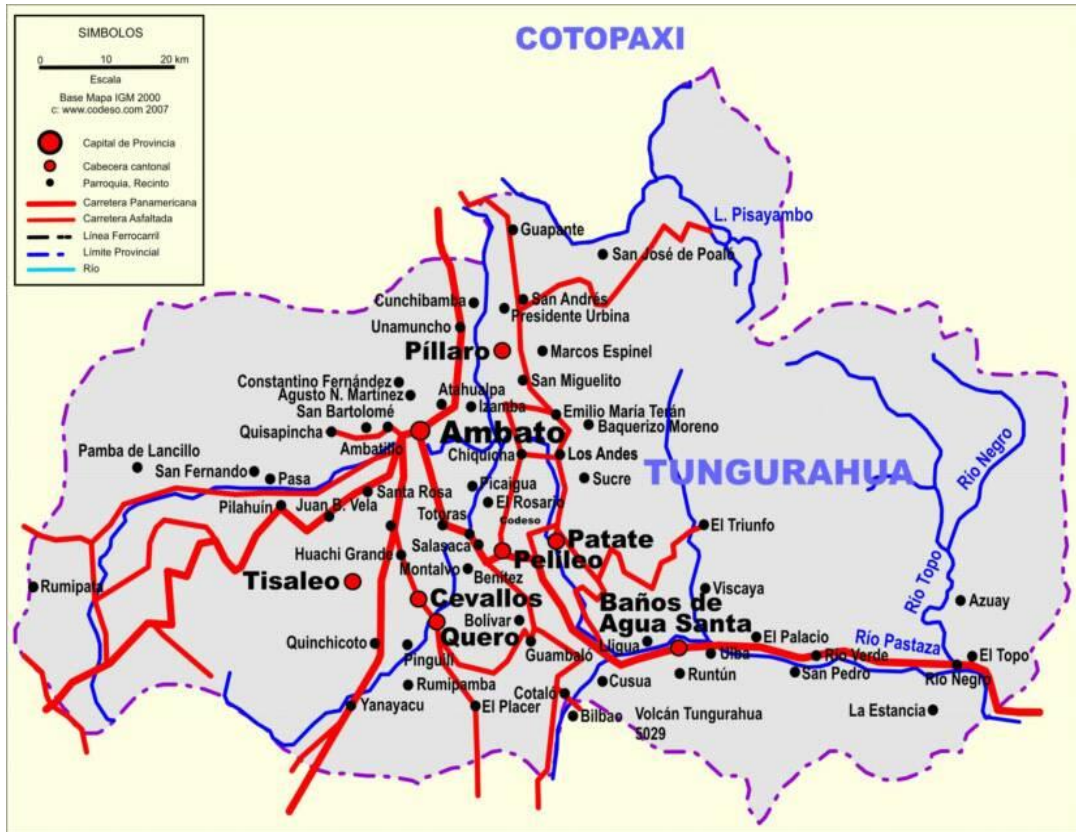 SIMBOLOS
0 10 20 km
Escala
Base Mapa IGM 2000
c: www.codeso.com 2007
Capital de Provincia
Cabecera cantonal
Parroquia, Recinto
Carretera Panamericana
Carretera Asfaltada
Línea Ferrocarril
Límite Provincial
Río
COTOPAXI
L. Pisayambo
Guapante
San José de Poaló
Cunchibamba
San Andrés
Presidente Urbina
Unamuncho
Píllaro
Marcos Espinel
Constantino Fernández
San Miguelito
Agusto N. Martínez
Atahualpa
Izamba
San Bartolomé
Emilio María Terán
Baquerizo Moreno
Quisapincha
Ambato
Ambatillo
Chiquicha
Los Andes
Río Negro
Pamba de Lancillo
San Fernando
Pasa
TUNGURAHUA
Sucre
Santa Rosa
Picaigua
El Rosario
Pilahuín
Juan B. Vela
Totoras
Codeso
El Triunfo
Salasaca
Patate
Huachi Grande
Pelileo
Montalvo
Benítez
Tisaleo
Rumipata
Viscaya
Río Topo
Azuay
Cevallos
Baños de
Agua Santa
Bolívar
Quero
El Palacio
Río Pastaza
Quinchicoto
Pinguilí
Guambaló
Lligua
Ulba
Río Verde
El Topo
Río Negro
San Pedro
Rumipamba
Cotaló
Cusua
Runtún
Yanayacu
El Placer
Bilbao
Volcán Tungurahua
5029
La Estancia